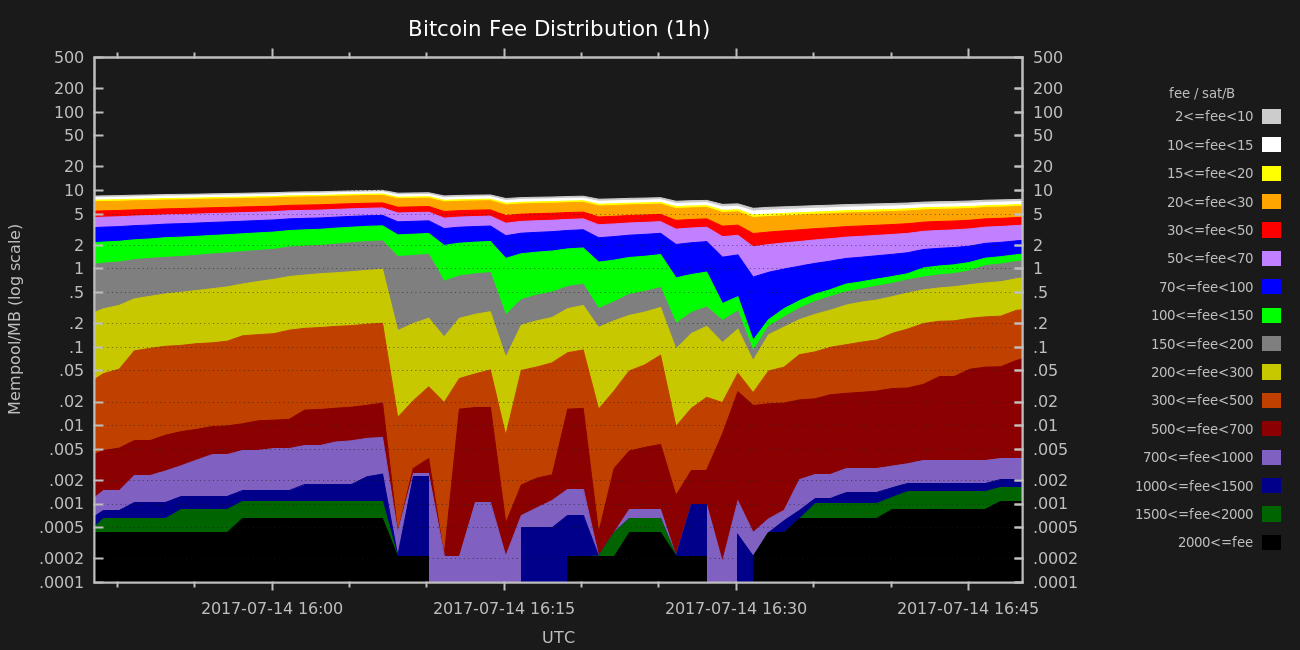 Bitcoin Fee Distribution (1h)
Mempool/MB (log scale)
500
200
100
50
20
10
5
2
1
.5
.2
.1
.05
.02
.01
.005
.002
.001
.0005
.0002
.0001
500
200
100
50
20
10
5
2
1
.5
.2
.1
.05
.02
.01
.005
.002
.001
.0005
.0002
.0001
2017-07-14 16:00
2017-07-14 16:15
2017-07-14 16:30
2017-07-14 16:45
UTC
fee / sat/B
2<=fee<10
10<=fee<15
15<=fee<20
20<=fee<30
30<=fee<50
50<=fee<70
70<=fee<100
100<=fee<150
150<=fee<200
200<=fee<300
300<=fee<500
500<=fee<700
700<=fee<1000
1000<=fee<1500
1500<=fee<2000
2000<=fee